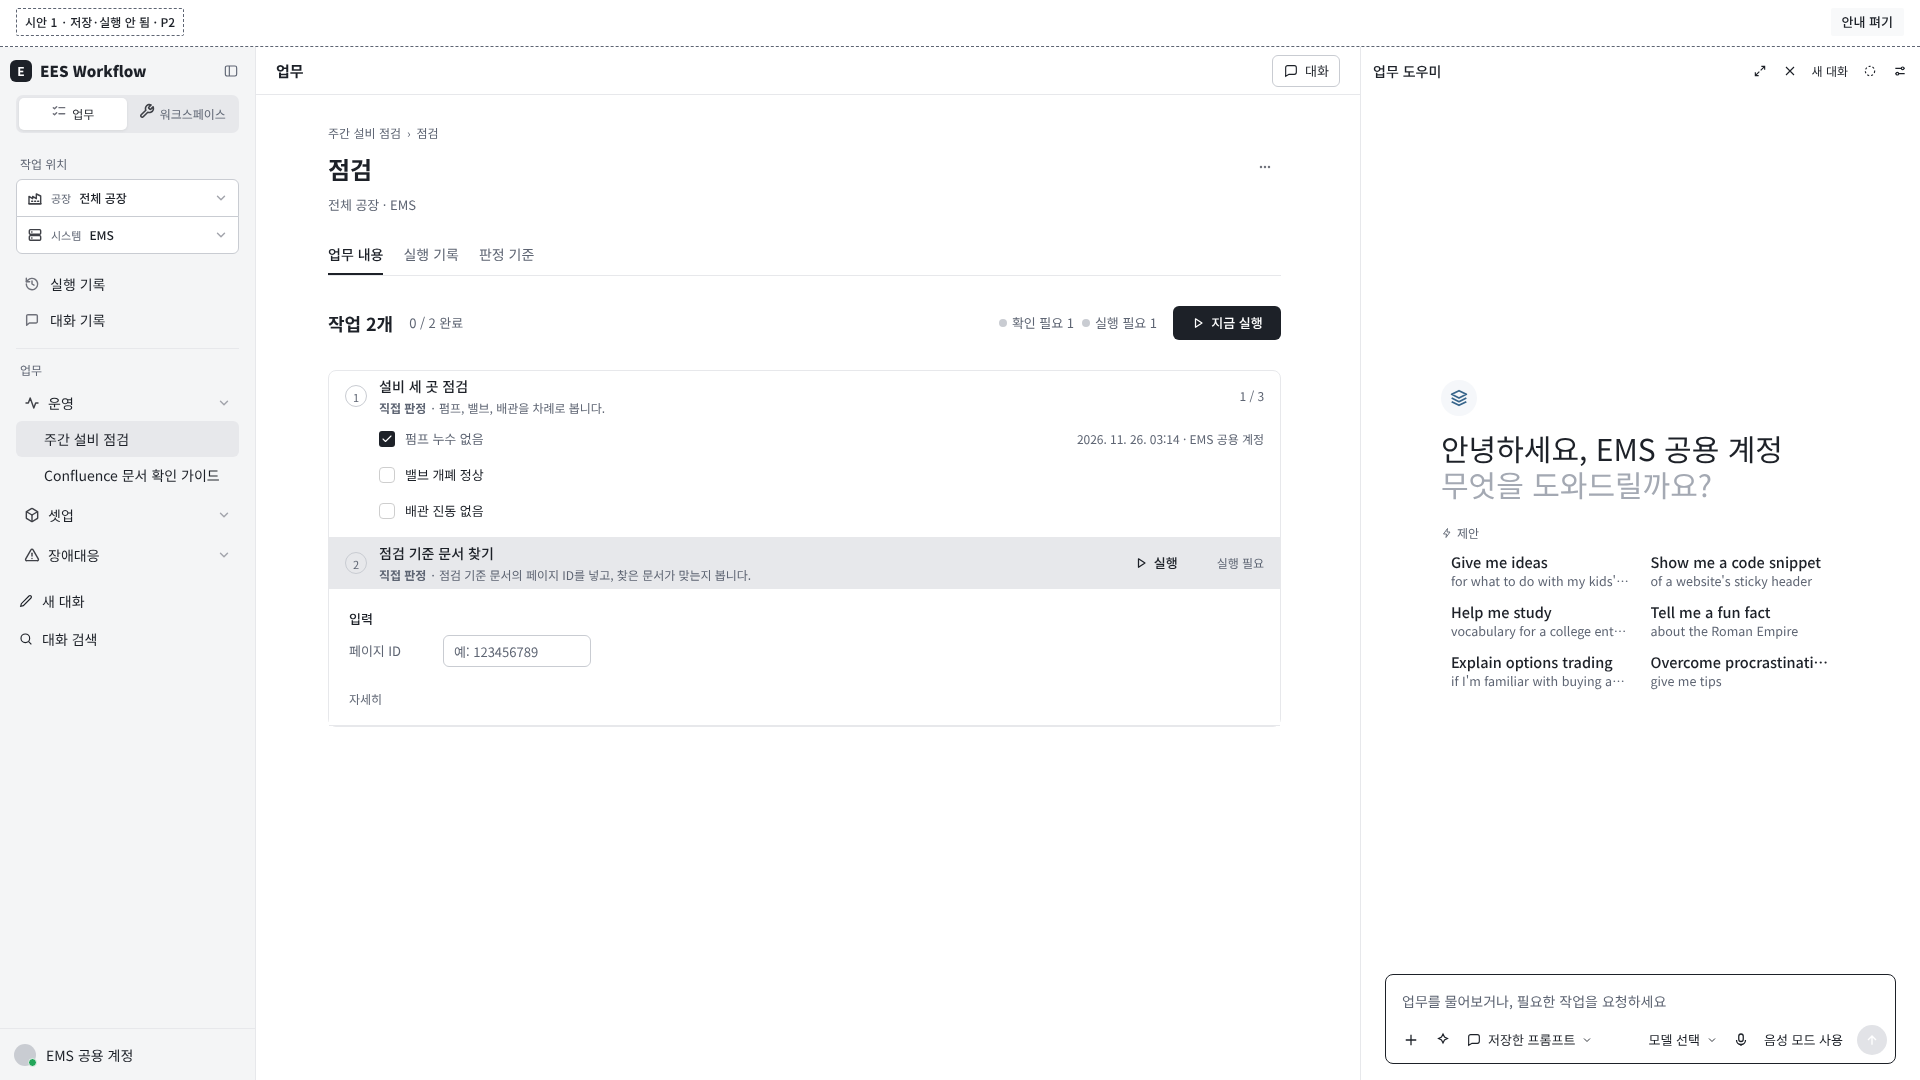 시안 1 · 저장·실행 안 됨 · P2
안내 펴기
E EES Workflow
업무
워크스페이스
작업 위치
공장 전체 공장
시스템 EMS
실행 기록
대화 기록
업무
운영
주간 설비 점검
Confluence 문서 확인 가이드
셋업
장애대응
새 대화
대화 검색
EMS 공용 계정
업무
대화
주간 설비 점검 › 점검
점검
전체 공장 · EMS
업무 내용
실행 기록
판정 기준
작업 2개 0 / 2 완료
확인 필요 1 실행 필요 1
지금 실행
1 설비 세 곳 점검
직접 판정 · 펌프, 밸브, 배관을 차례로 봅니다.
1 / 3
펌프 누수 없음
2026. 11. 26. 03:14 · EMS 공용 계정
밸브 개폐 정상
배관 진동 없음
2 점검 기준 문서 찾기
직접 판정 · 점검 기준 문서의 페이지 ID를 넣고, 찾은 문서가 맞는지 봅니다.
실행
실행 필요
입력
페이지 ID
예: 123456789
자세히
업무 도우미
새 대화
안녕하세요, EMS 공용 계정
무엇을 도와드릴까요?
제안
Give me ideas
for what to do with my kids'···
Show me a code snippet
of a website's sticky header
Help me study
vocabulary for a college ent···
Tell me a fun fact
about the Roman Empire
Explain options trading
if I'm familiar with buying a···
Overcome procrastinati···
give me tips
업무를 물어보거나, 필요한 작업을 요청하세요
저장한 프롬프트
모델 선택
음성 모드 사용